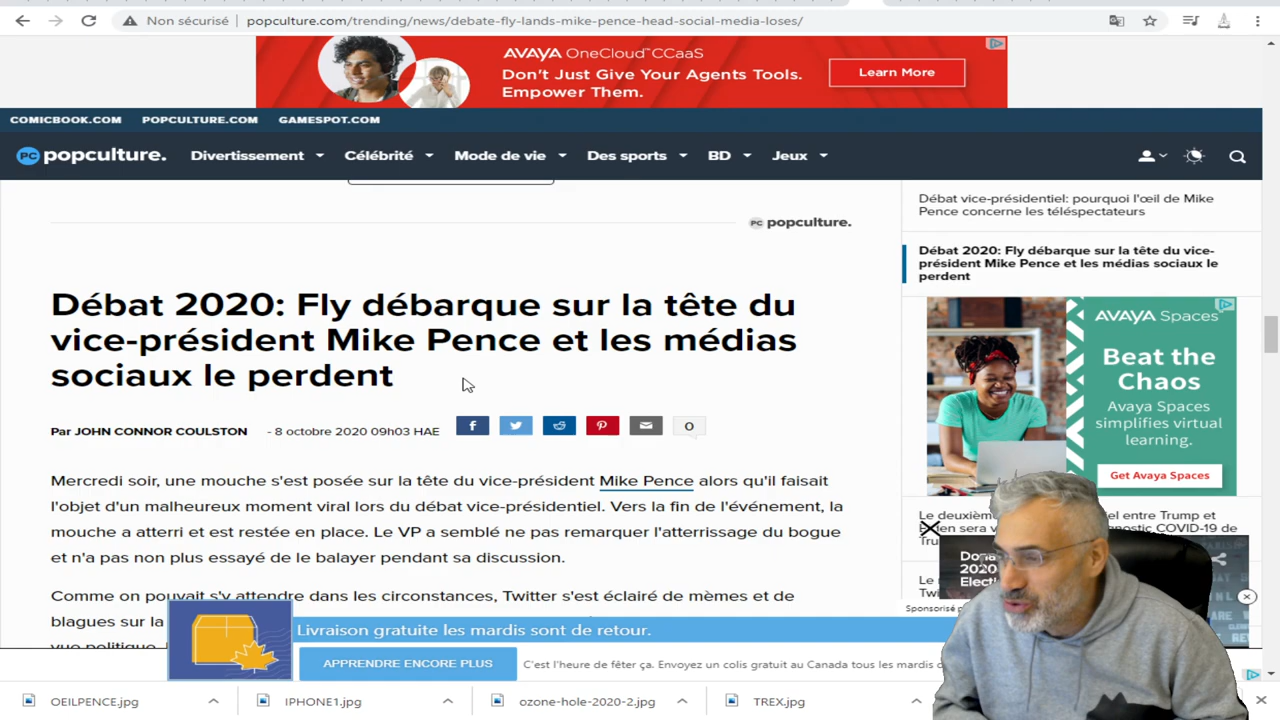 Non sécurisé | popculture.com/trending/news/debate-fly-lands-mike-pence-head-social-media-loses/
AVAYA OneCloud™CCaaS
Don't Just Give Your Agents Tools.
Empower Them.
Learn More
COMICBOOK.COM POPCULTURE.COM GAMESPOT.COM
PC popculture. Divertissement Célébrité Mode de vie Des sports BD Jeux
PC popculture.
Débat 2020: Fly débarque sur la tête du
vice-président Mike Pence et les médias
sociaux le perdent
Par JOHN CONNOR COULSTON - 8 octobre 2020 09h03 HAE
0
Mercredi soir, une mouche s'est posée sur la tête du vice-président Mike Pence alors qu'il faisait
l'objet d'un malheureux moment viral lors du débat vice-présidentiel. Vers la fin de l'événement, la
mouche a atterri et est restée en place. Le VP a semblé ne pas remarquer l'atterrissage du bogue
et n'a pas non plus essayé de le balayer pendant sa discussion.
Comme on pouvait s'y attendre dans les circonstances, Twitter s'est éclairé de mèmes et de
blagues sur la
vue politique
Débat vice-présidentiel: pourquoi l'œil de Mike
Pence concerne les téléspectateurs
Débat 2020: Fly débarque sur la tête du vice-
président Mike Pence et les médias sociaux le
perdent
AVAYA Spaces
Beat the
Chaos
Avaya Spaces
simplifies virtual
learning.
Get Avaya Spaces
Le deuxième el entre Trump et
en sera gnostic COVID-19 de
Tru
2020
Elect
Le
Twit
Sponsorisé p
Livraison gratuite les mardis sont de retour.
APPRENDRE ENCORE PLUS
C'est l'heure de fêter ça. Envoyez un colis gratuit au Canada tous les mardis d
OEILPENCE.jpg IPHONE1.jpg ozone-hole-2020-2.jpg TREX.jpg